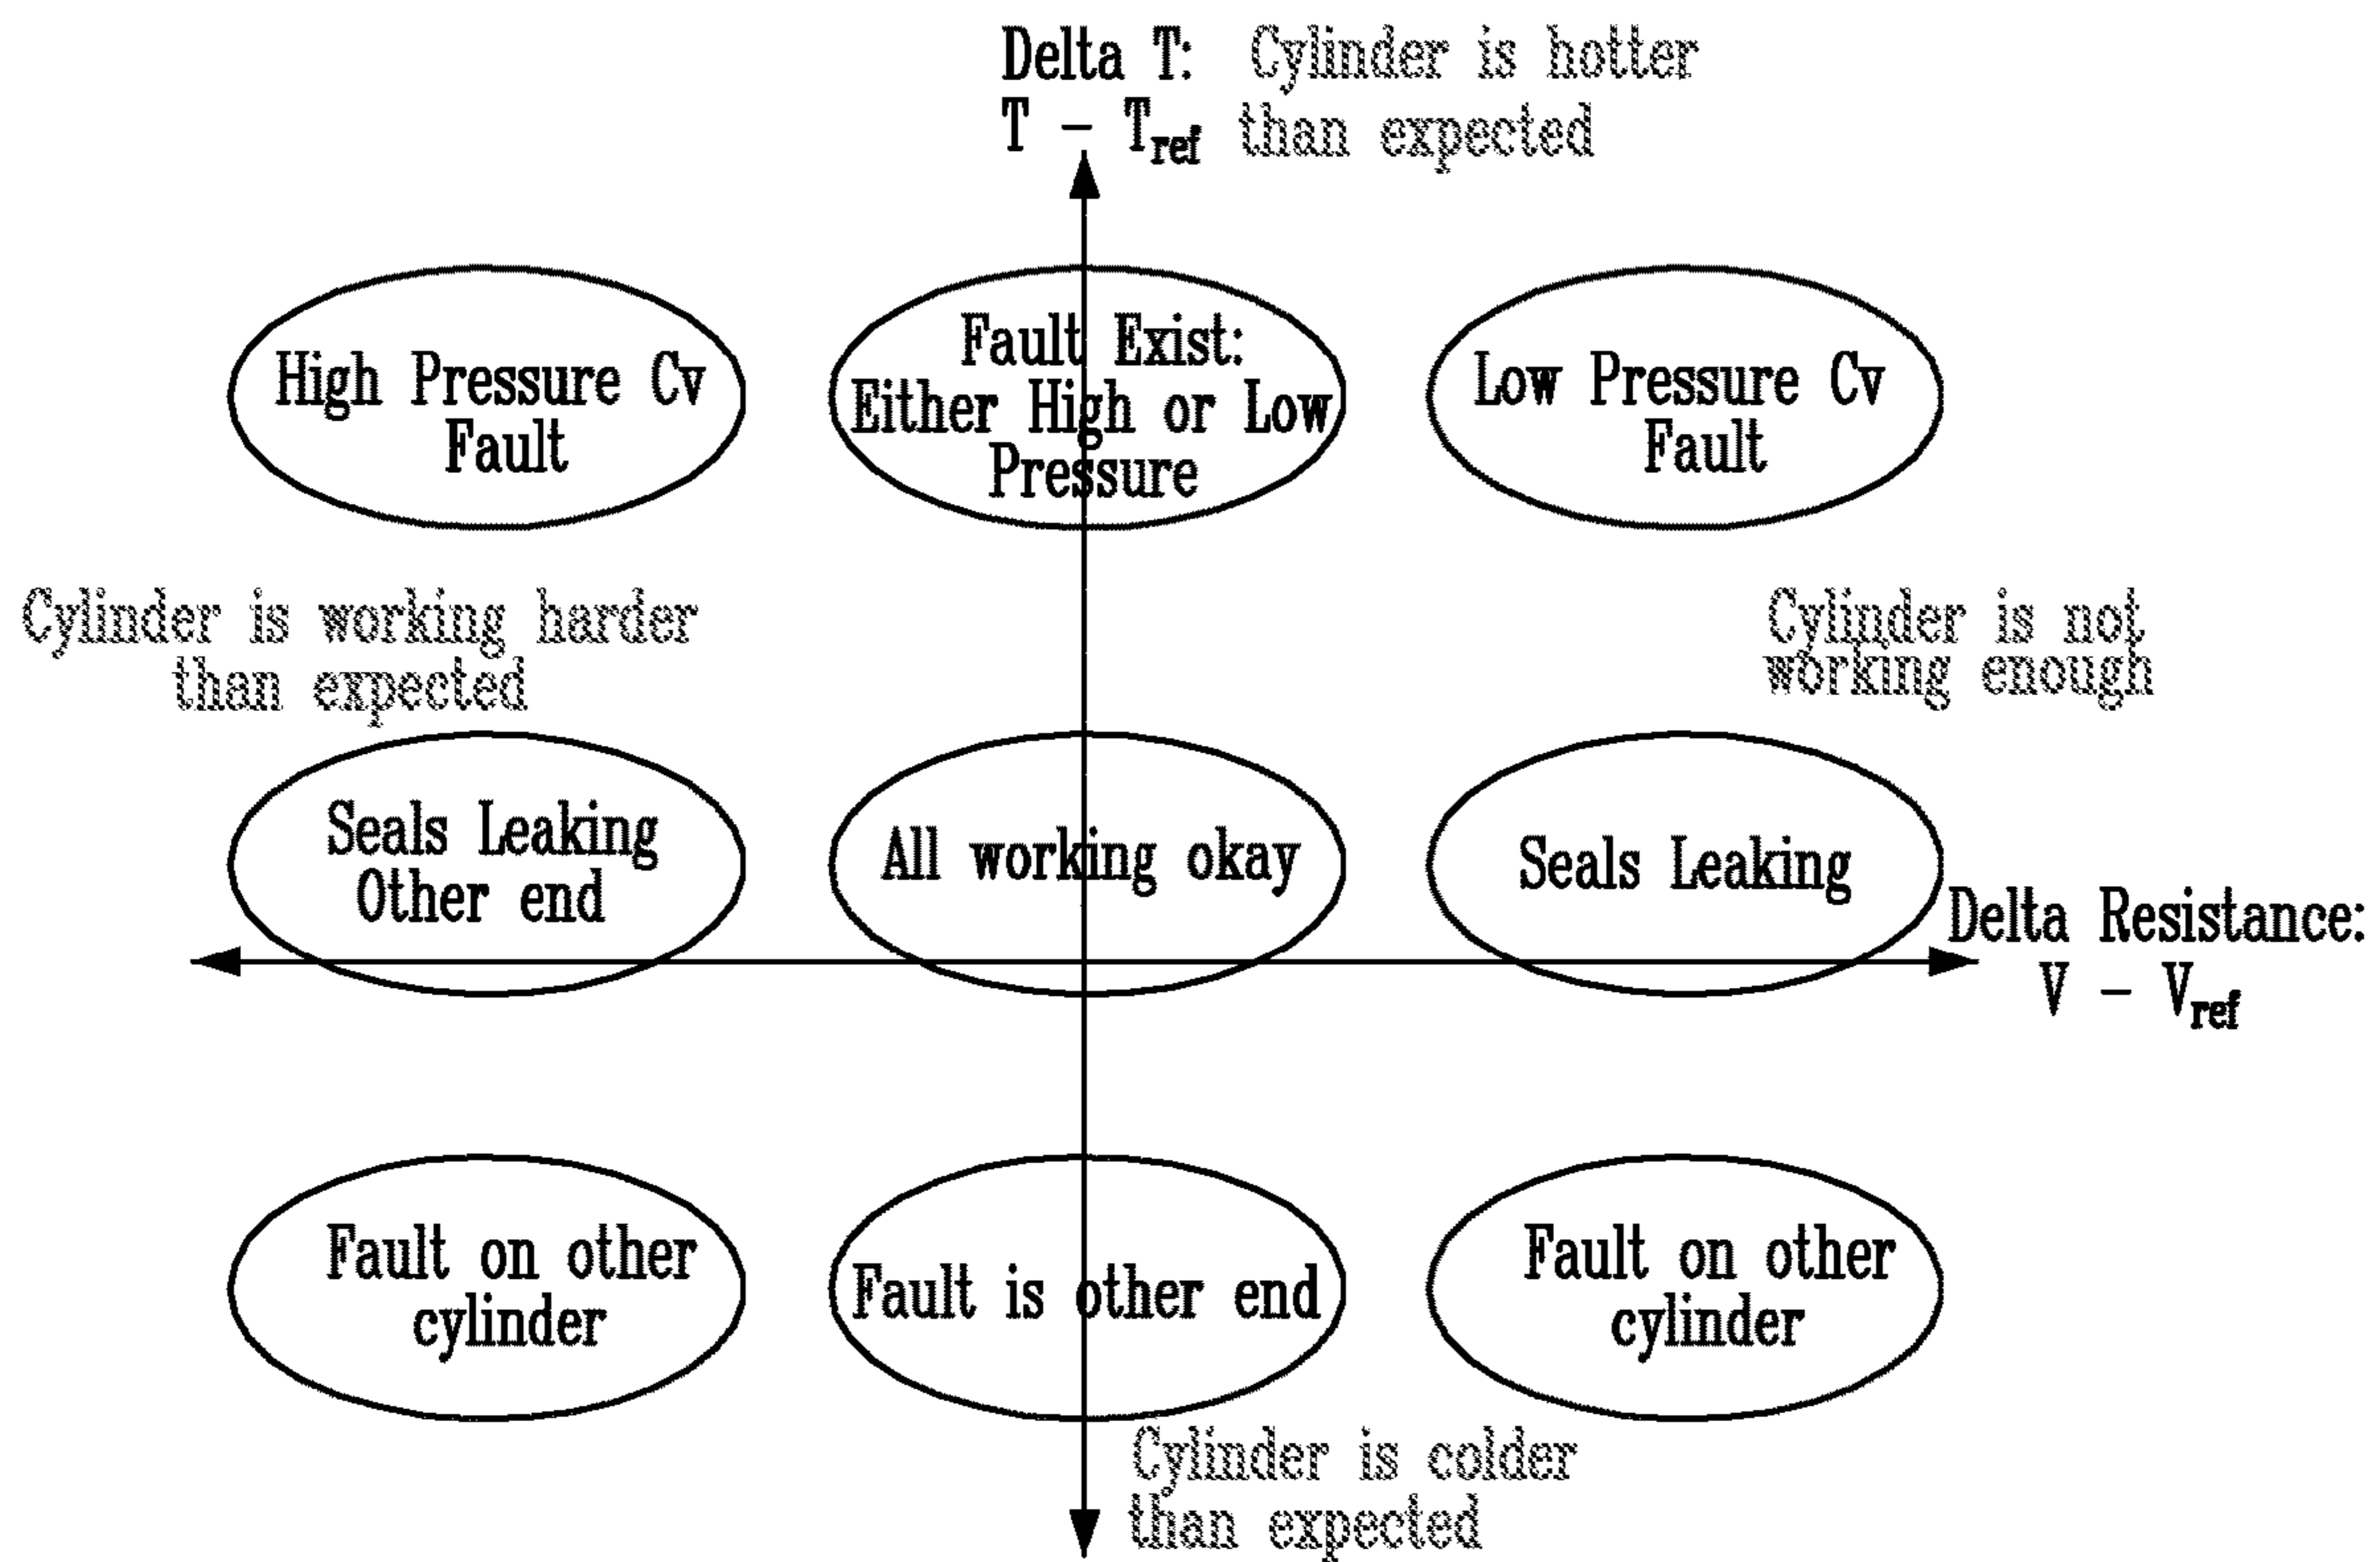 Delta T: Cylinder is hotter
T - Tref than expected
High Pressure Cv
Fault
Fault Exist:
Either High or Low
Pressure
Low Pressure Cv
Fault
Cylinder is working harder
than expected
Cylinder is not
working enough
Seals Leaking
Other end
All working okay
Seals Leaking
Delta Resistance:
V - Vref
Fault on other
cylinder
Fault is other end
Fault on other
cylinder
Cylinder is colder
than expected